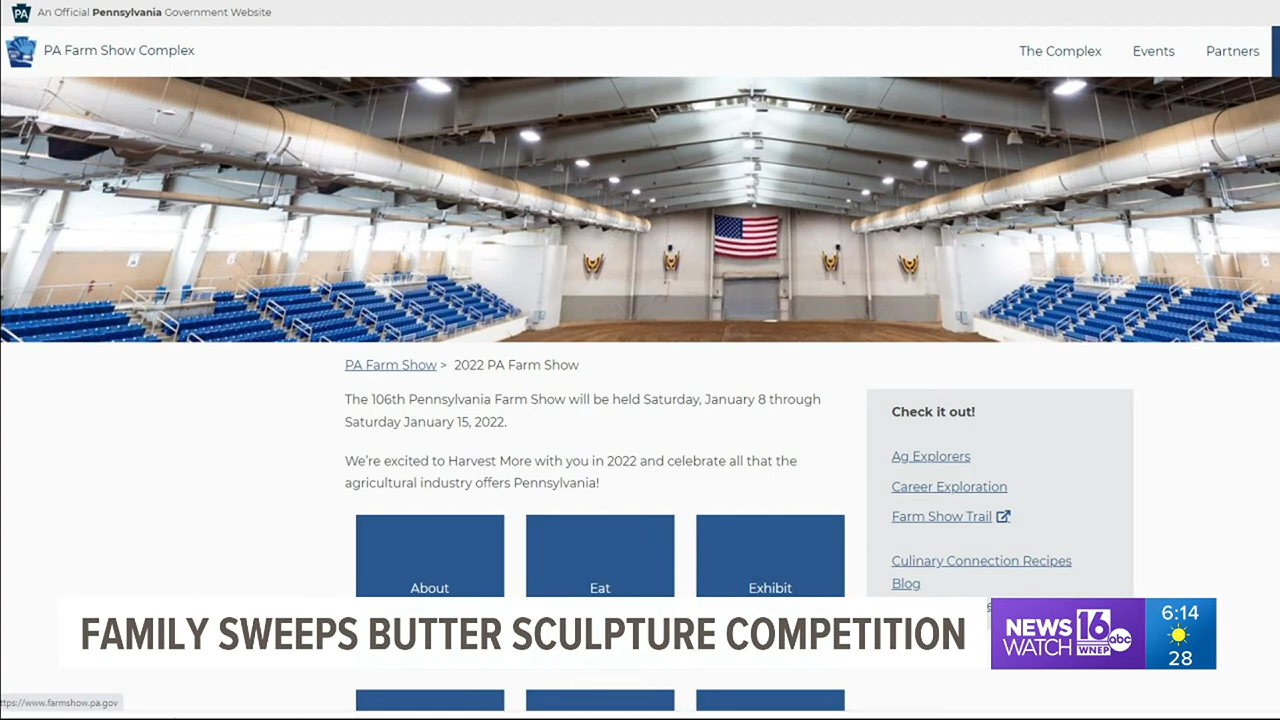 PA An Official Pennsylvania Government Website
PA Farm Show Complex
The Complex Events Partners
PA Farm Show > 2022 PA Farm Show
The 106th Pennsylvania Farm Show will be held Saturday, January 8 through
Saturday January 15, 2022.
We're excited to Harvest More with you in 2022 and celebrate all that the
agricultural industry offers Pennsylvania!
About Eat Exhibit
Check it out!
Ag Explorers
Career Exploration
Farm Show Trail
Culinary Connection Recipes
Blog
FAMILY SWEEPS BUTTER SCULPTURE COMPETITION
NEWS
WATCH
16
WNEP
abc
6:14
28
ttps://www.farmshow.pa.gov